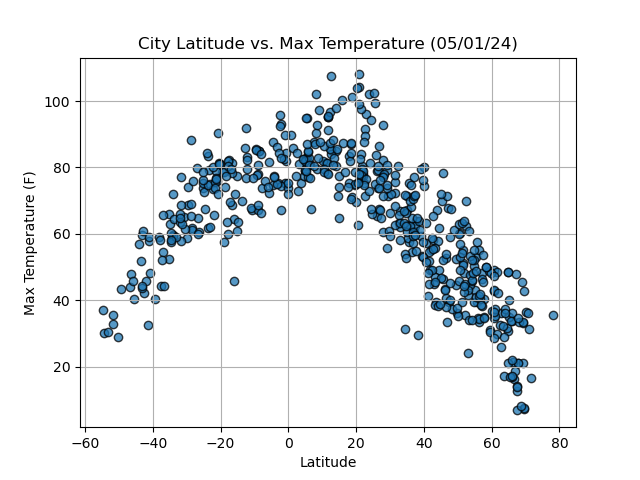 City Latitude vs. Max Temperature (05/01/24)
Max Temperature (F)
100
80
60
40
20
−60 −40 −20 0 20 40 60 80
Latitude